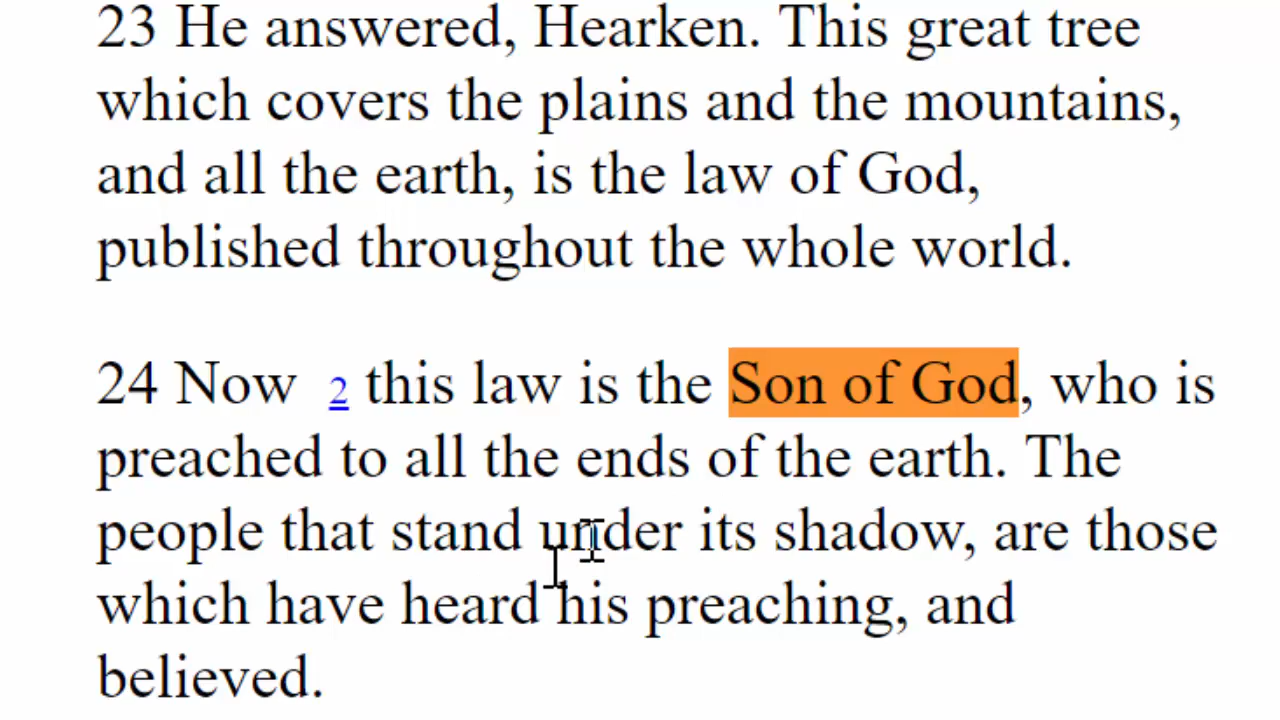 23 He answered, Hearken. This great tree
which covers the plains and the mountains,
and all the earth, is the law of God,
published throughout the whole world.
24 Now 2 this law is the Son of God, who is
preached to all the ends of the earth. The
people that stand under its shadow, are those
which have heard his preaching, and
believed.